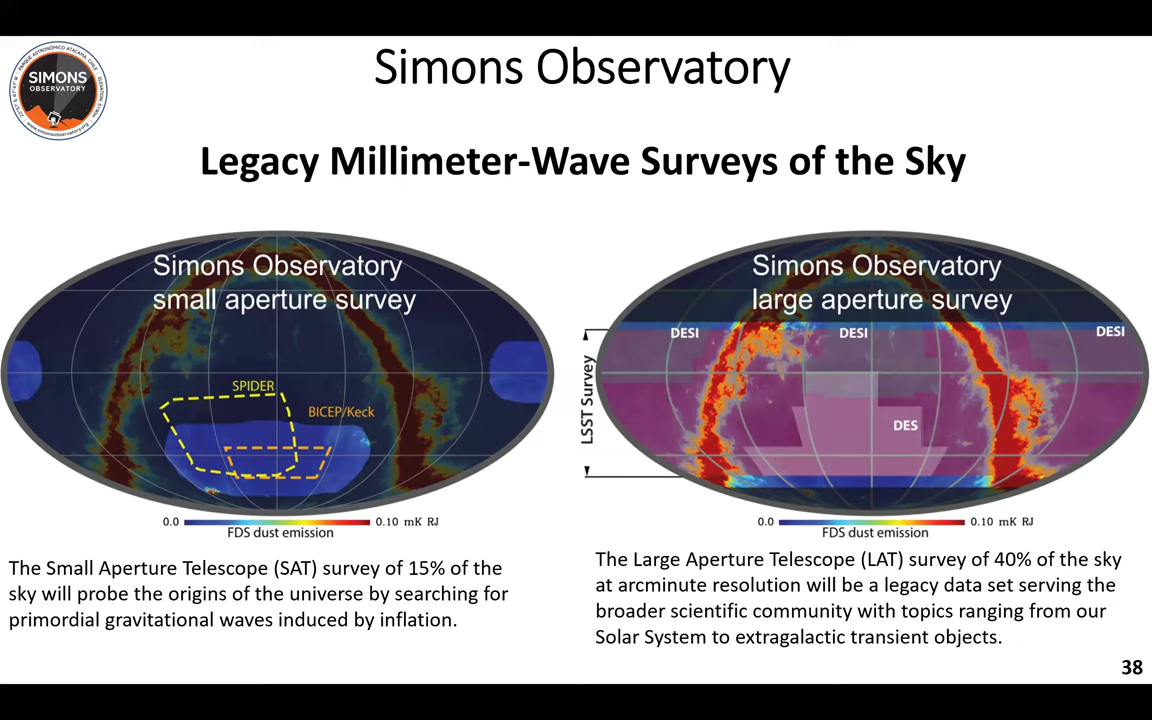 SIMONS
OBSERVATORY
Simons Observatory
Legacy Millimeter-Wave Surveys of the Sky
Simons Observatory
small aperture survey
SPIDER
BICEP/Keck
0.0
0.10 mK RJ
FDS dust emission
Simons Observatory
large aperture survey
DESI
DESI
DESI
LSST Survey
DES
0.0
0.10 mK RJ
FDS dust emission
The Small Aperture Telescope (SAT) survey of 15% of the
sky will probe the origins of the universe by searching for
primordial gravitational waves induced by inflation.
The Large Aperture Telescope (LAT) survey of 40% of the sky
at arcminute resolution will be a legacy data set serving the
broader scientific community with topics ranging from our
Solar System to extragalactic transient objects.
38